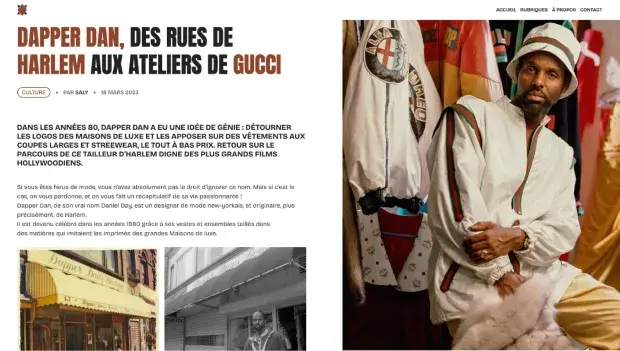 ACCUEIL RUBRIQUES À PROPOS CONTACT
DAPPER DAN, DES RUES DE
HARLEM AUX ATELIERS DE GUCCI
CULTURE • PAR SALY • 18 MARS 2023
DANS LES ANNÉES 80, DAPPER DAN A EU UNE IDÉE DE GÉNIE : DÉTOURNER
LES LOGOS DES MAISONS DE LUXE ET LES APPOSER SUR DES VÊTEMENTS AUX
COUPES LARGES ET STREEWEAR, LE TOUT À BAS PRIX. RETOUR SUR LE
PARCOURS DE CE TAILLEUR D'HARLEM DIGNE DES PLUS GRANDS FILMS
HOLLYWOODIENS.
Si vous êtes férus de mode, vous n'avez absolument pas le droit d'ignorer ce nom. Mais si c'est le
cas, on vous pardonne, et on vous fait un récapitulatif de sa vie passionnante !
Dapper Dan, de son vrai nom Daniel Day, est un designer de mode new-yorkais, et originaire, plus
précisément, de Harlem.
Il est devenu célèbre dans les années 1980 grâce à ses vestes et ensembles taillés dans
des matières qui imitaient les imprimés des grandes Maisons de luxe.
ALFA
Dapper Dan's